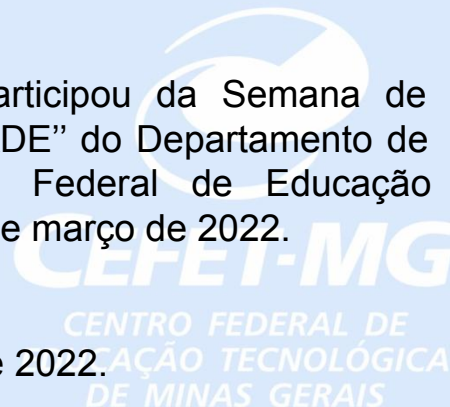 articipou da Semana de
DE’’ do Departamento de
Federal de Educação
e março de 2022.
CEFET-MG
CENTRO FEDERAL DE
e 2022.
AÇÃO TECNOLÓGICA
DE MINAS GERAIS